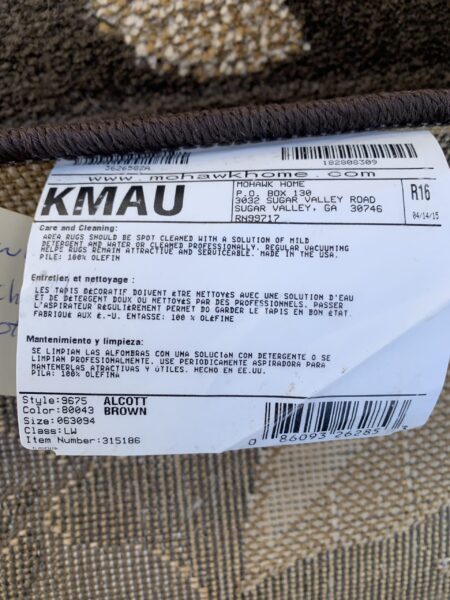 3626582A
182808309
www.mohawkhome.com
KMAU
MOHAWK HOME
P.O. BOX 130
3032 SUGAR VALLEY ROAD
SUGAR VALLEY, GA 30746
RN99717
R16
04/14/15
Care and Cleaning:
AREA RUGS SHOULD BE SPOT CLEANED WITH A SOLUTION OF MILD
DETERGENT AND WATER OR CLEANED PROFESSIONALLY. REGULAR VACUUMING
HELPS RUGS REMAIN ATTRACTIVE AND SERVICEABLE. MADE IN THE USA.
PILE: 100% OLEFIN
Entretien et nettoyage :
LES TAPIS DÉCORATIF DOIVENT ÊTRE NETTOYÉS AVEC UNE SOLUTION D'EAU
ET DE DÉTERGENT DOUX OU NETTOYÉS PAR DES PROFESSIONNELS. PASSER
L'ASPIRATEUR RÉGULIÈREMENT PERMET DO GARDER LE TAPIS EN BON ÉTAT.
FABRIQUÉ AUX É.-U. ENTASSE: 100 % OLÉFINE
Mantenimiento y limpieza:
SE LIMPIAN LAS ALFOMBRAS CON UNA SOLUCIÓN CON DETERGENTE O SE
LIMPIAN PROFESIONALMENTE. USE PERIODICAMENTE ASPIRADORA PARA
MANTENERLAS ATRACTIVAS Y ÚTILES. HECHO EN EE.UU.
PILA: 100% OLEFINA
Style:9675 ALCOTT
Color:80043 BROWN
Size:063094
Class:LW
Item Number:315186
0 86093 26285 3